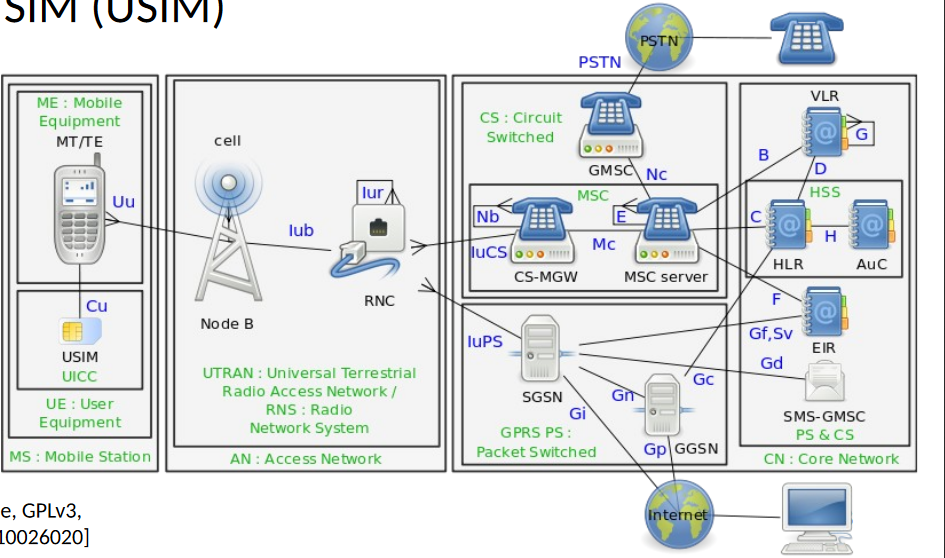 SIM (USIM)
PSTN
PSTN
ME : Mobile
Equipment
MT/TE
Uu
Cu
USIM
UICC
UE : User
Equipment
MS : Mobile Station
cell
Iub
Iur
RNC
Node B
UTRAN : Universal Terrestrial
Radio Access Network /
RNS : Radio
Network System
AN : Access Network
CS : Circuit
Switched
GMSC
Nc
MSC
Nb
E
IuCS
Mc
CS-MGW
MSC server
VLR
G
B
D
HSS
C
H
HLR
AuC
F
Gf,Sv
EIR
Gd
SMS-GMSC
PS & CS
CN : Core Network
IuPS
SGSN
Gn
Gc
Gi
GPRS PS :
Packet Switched
Gp
GGSN
Internet
e, GPLv3,
10026020]